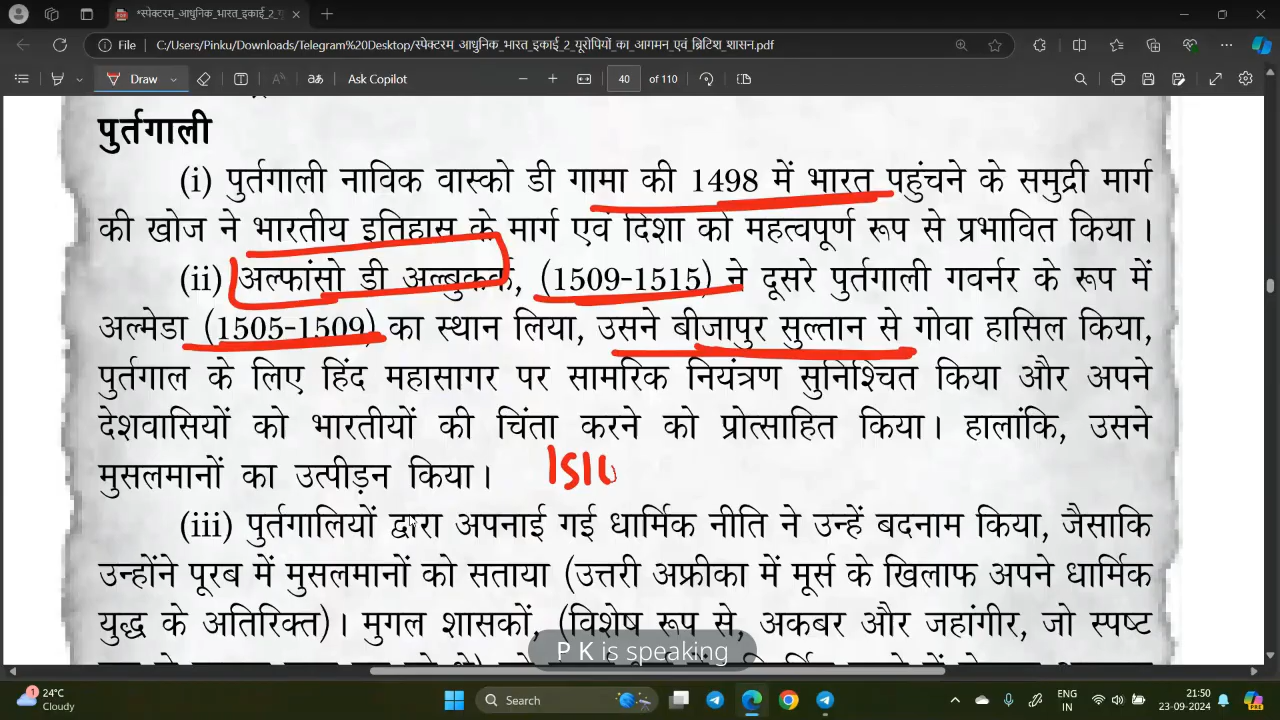 *स्पेक्टरम_आधुनिक_भारत_इकाई_2_यू
File C:/Users/Pinku/Downloads/Telegram%20Desktop/स्पेक्टरम_आधुनिक_भारत_इकाई_2_यूरोपियों_का_आगमन_एवं_ब्रिटिश_शासन.pdf
Draw aあ Ask Copilot 40 of 110
पुर्तगाली
(i) पुर्तगाली नाविक वास्को डी गामा की 1498 में भारत पहुंचने के समुद्री मार्ग
की खोज ने भारतीय इतिहास के मार्ग एवं दिशा को महत्वपूर्ण रूप से प्रभावित किया।
(ii) अल्फांसो डी अल्बुकर्क, (1509-1515) ने दूसरे पुर्तगाली गवर्नर के रूप में
अल्मेडा (1505-1509) का स्थान लिया, उसने बीजापुर सुल्तान से गोवा हासिल किया,
पुर्तगाल के लिए हिंद महासागर पर सामरिक नियंत्रण सुनिश्चित किया और अपने
देशवासियों को भारतीयों की चिंता करने को प्रोत्साहित किया। हालांकि, उसने
मुसलमानों का उत्पीड़न किया।
(iii) पुर्तगालियों द्वारा अपनाई गई धार्मिक नीति ने उन्हें बदनाम किया, जैसाकि
उन्होंने पूरब में मुसलमानों को सताया (उत्तरी अफ्रीका में मूर्स के खिलाफ अपने धार्मिक
युद्ध के अतिरिक्त)। मुगल शासकों, (विशेष रूप से, अकबर और जहांगीर, जो स्पष्ट
P K is speaking
1 24°C Search ENG 21:50
Cloudy IN 23-09-2024